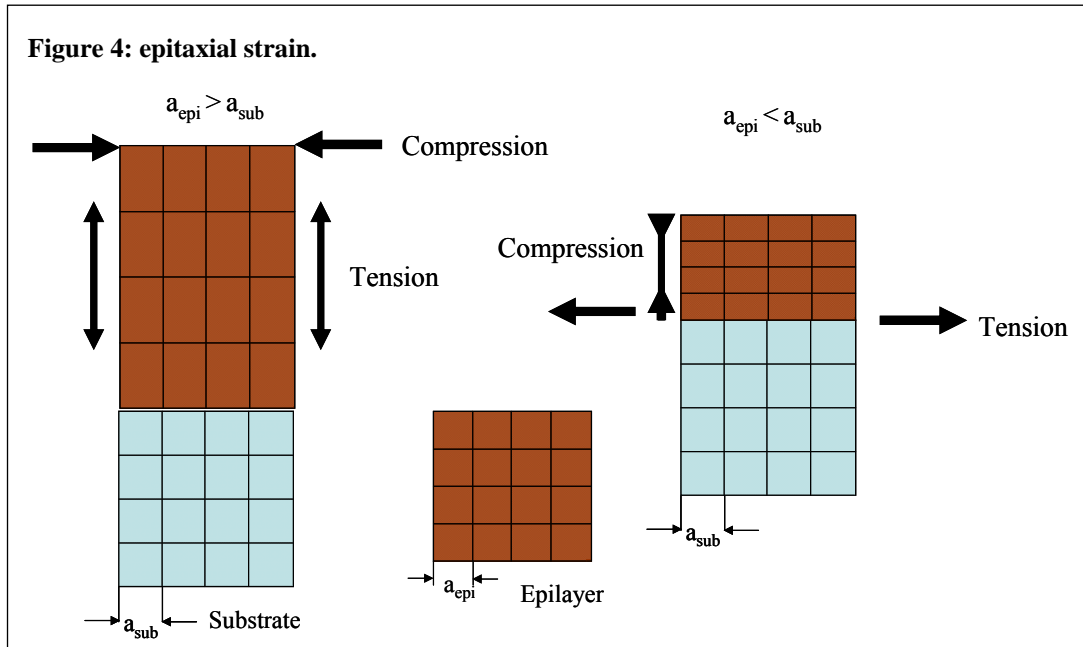 Figure 4: epitaxial strain.
a_epi > a_sub
a_epi < a_sub
Compression
Compression
Tension
Tension
a_epi
Epilayer
a_sub
a_sub
Substrate